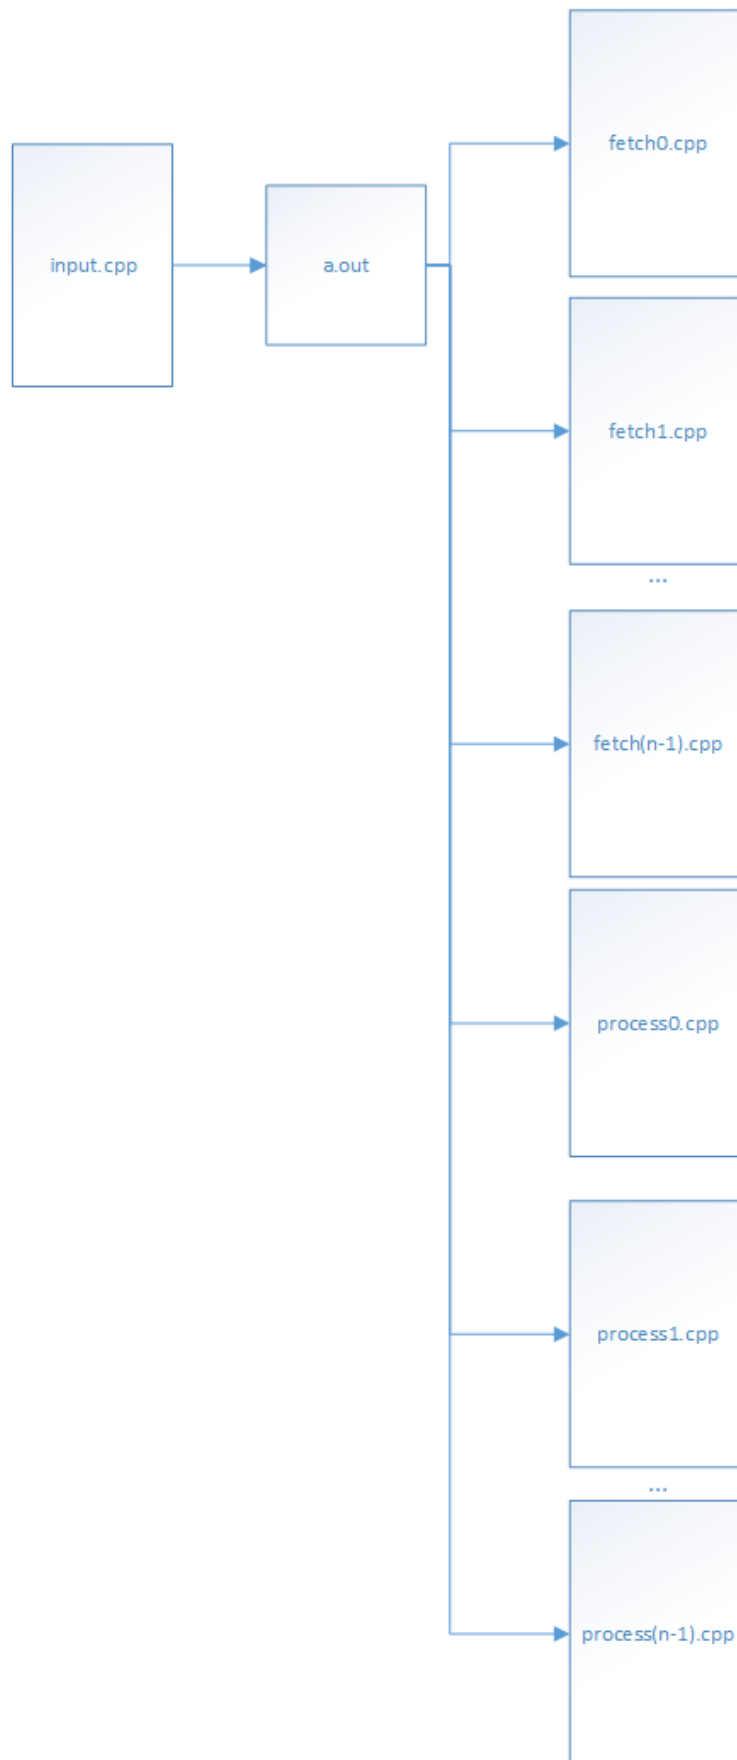 fetch0.cpp
input.cpp
a.out
fetch1.cpp
...
fetch(n-1).cpp
process0.cpp
process1.cpp
...
process(n-1).cpp